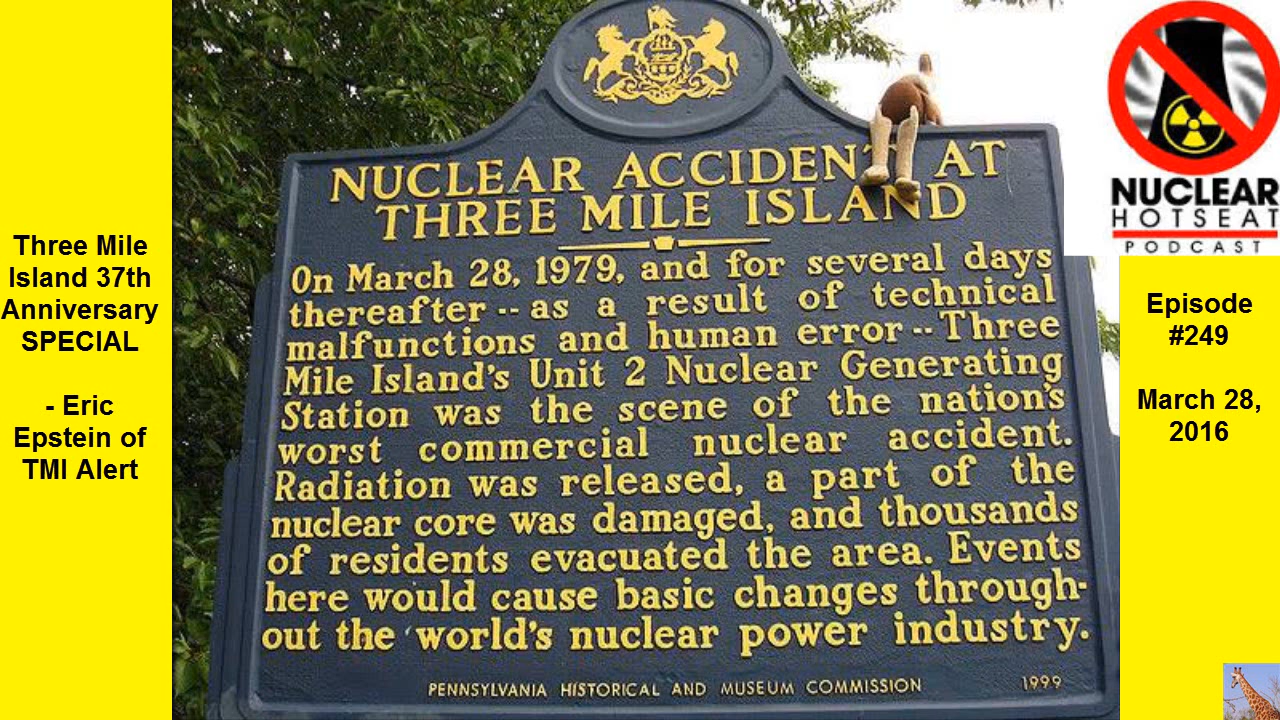 Three Mile
Island 37th
Anniversary
SPECIAL
- Eric
Epstein of
TMI Alert
NUCLEAR ACCIDENT AT
THREE MILE ISLAND
On March 28, 1979, and for several days
thereafter -- as a result of technical
malfunctions and human error -- Three
Mile Island's Unit 2 Nuclear Generating
Station was the scene of the nation's
worst commercial nuclear accident.
Radiation was released, a part of the
nuclear core was damaged, and thousands
of residents evacuated the area. Events
here would cause basic changes through-
out the world's nuclear power industry.
PENNSYLVANIA HISTORICAL AND MUSEUM COMMISSION 1999
NUCLEAR
HOTSEAT
PODCAST
Episode
#249
March 28,
2016